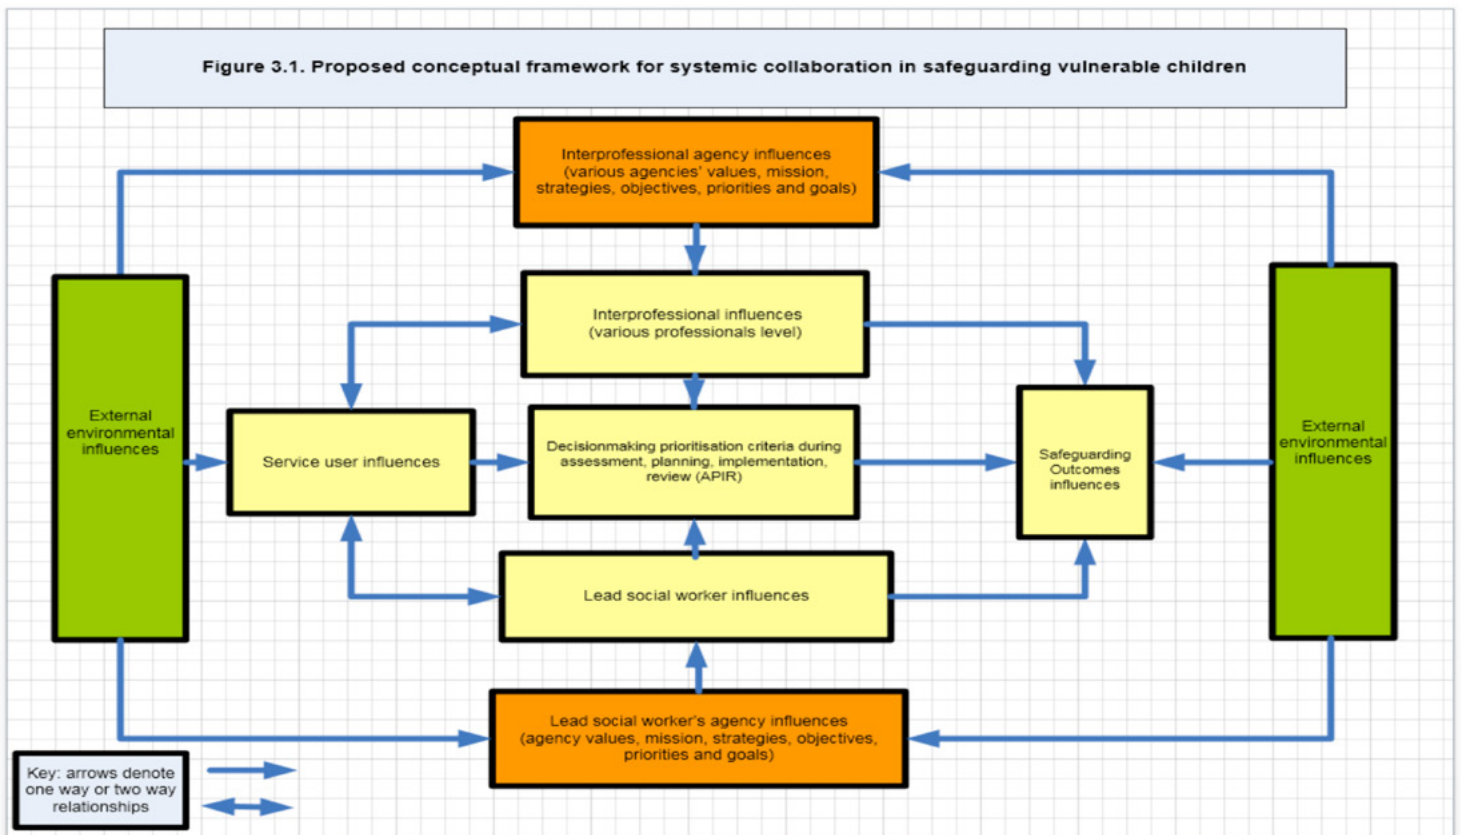 Figure 3.1. Proposed conceptual framework for systemic collaboration in safeguarding vulnerable children
Interprofessional agency influences
(various agencies' values, mission,
strategies, objectives, priorities and goals)
Interprofessional influences
(various professionals level)
External
environmental
influences
Service user influences
Decisionmaking prioritisation criteria during
assessment, planning, implementation,
review (APIR)
Safeguarding
Outcomes
influences
External
environmental
influences
Lead social worker influences
Lead social worker's agency influences
(agency values, mission, strategies, objectives,
priorities and goals)
Key: arrows denote
one way or two way
relationships